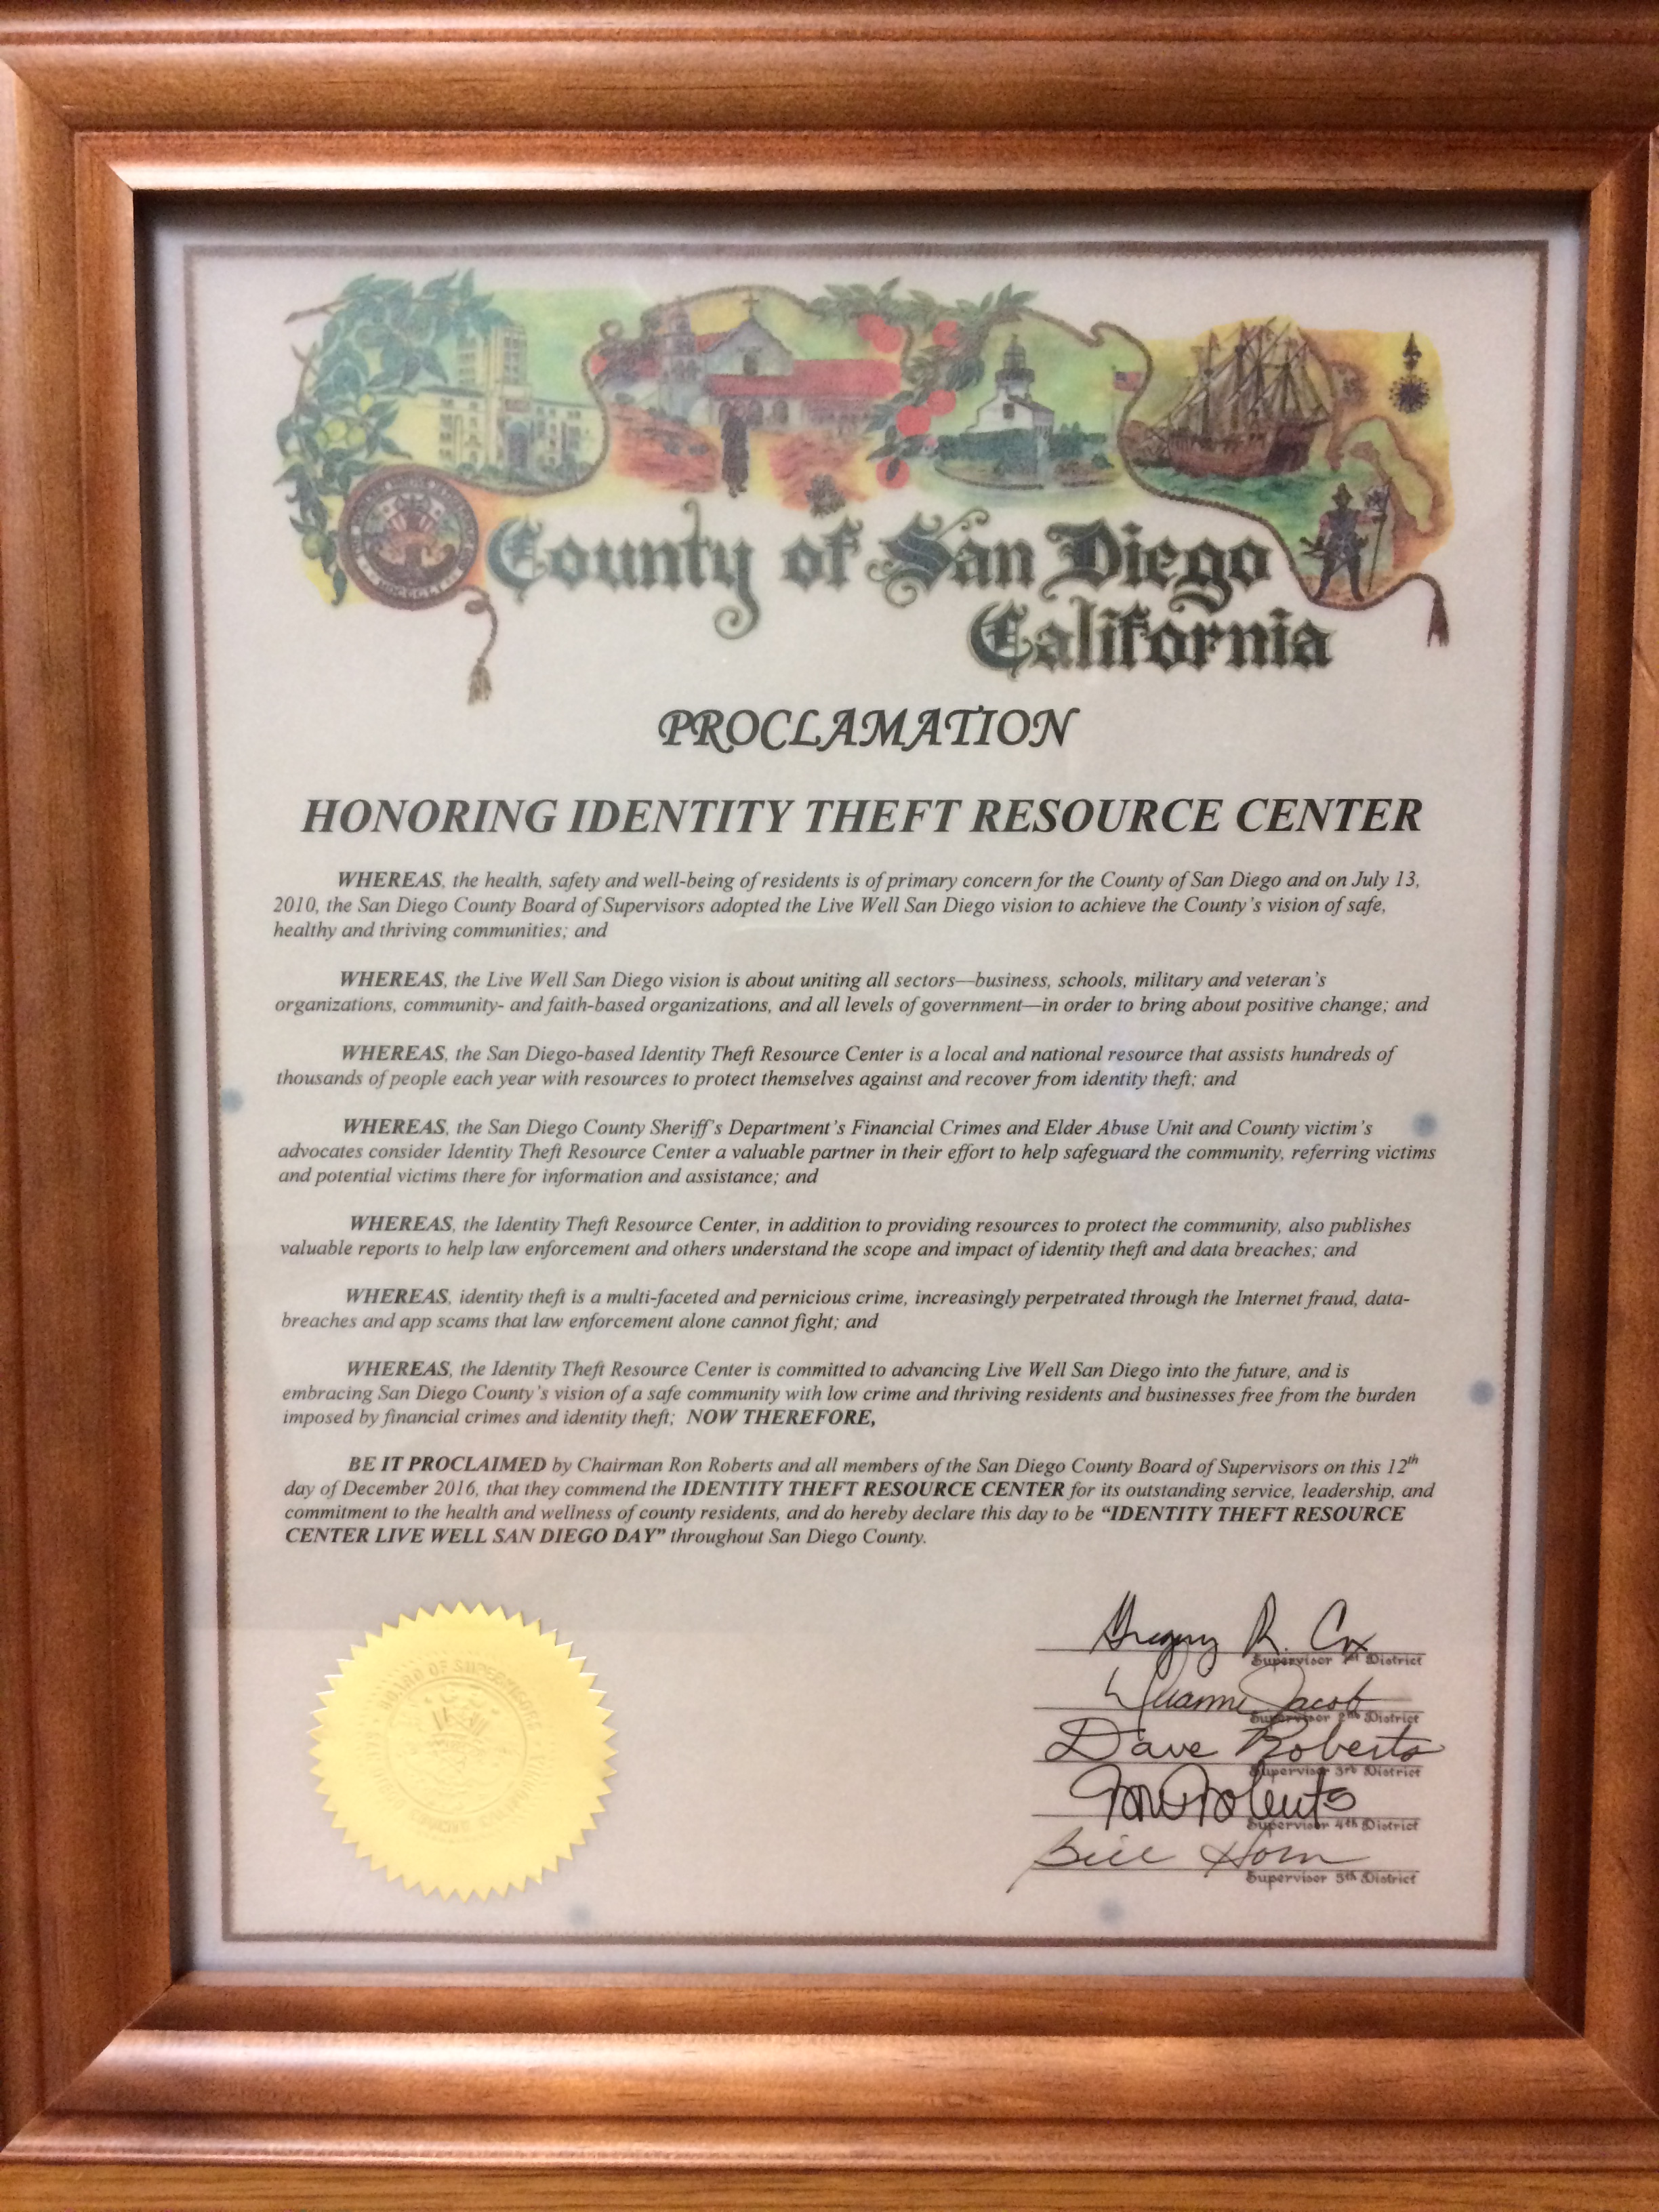 County of San Diego
California
PROCLAMATION
HONORING IDENTITY THEFT RESOURCE CENTER
WHEREAS, the health, safety and well-being of residents is of primary concern for the County of San Diego and on July 13,
2010, the San Diego County Board of Supervisors adopted the Live Well San Diego vision to achieve the County's vision of safe,
healthy and thriving communities; and
WHEREAS, the Live Well San Diego vision is about uniting all sectors—business, schools, military and veteran's
organizations, community- and faith-based organizations, and all levels of government—in order to bring about positive change; and
WHEREAS, the San Diego-based Identity Theft Resource Center is a local and national resource that assists hundreds of
thousands of people each year with resources to protect themselves against and recover from identity theft; and
WHEREAS, the San Diego County Sheriff's Department's Financial Crimes and Elder Abuse Unit and County victim's
advocates consider Identity Theft Resource Center a valuable partner in their effort to help safeguard the community, referring victims
and potential victims there for information and assistance; and
WHEREAS, the Identity Theft Resource Center, in addition to providing resources to protect the community, also publishes
valuable reports to help law enforcement and others understand the scope and impact of identity theft and data breaches; and
WHEREAS, identity theft is a multi-faceted and pernicious crime, increasingly perpetrated through the Internet fraud, data-
breaches and app scams that law enforcement alone cannot fight; and
WHEREAS, the Identity Theft Resource Center is committed to advancing Live Well San Diego into the future, and is
embracing San Diego County's vision of a safe community with low crime and thriving residents and businesses free from the burden
imposed by financial crimes and identity theft; NOW THEREFORE,
BE IT PROCLAIMED by Chairman Ron Roberts and all members of the San Diego County Board of Supervisors on this 12th
day of December 2016, that they commend the IDENTITY THEFT RESOURCE CENTER for its outstanding service, leadership, and
commitment to the health and wellness of county residents, and do hereby declare this day to be “IDENTITY THEFT RESOURCE
CENTER LIVE WELL SAN DIEGO DAY” throughout San Diego County.
OF SUPERVISORS
Gregory R. Cox
Supervisor 1st District
Dianne Jacob
Supervisor 2nd District
Dave Roberts
Supervisor 3rd District
Ron Roberts
Supervisor 4th District
Bill Horn
Supervisor 5th District